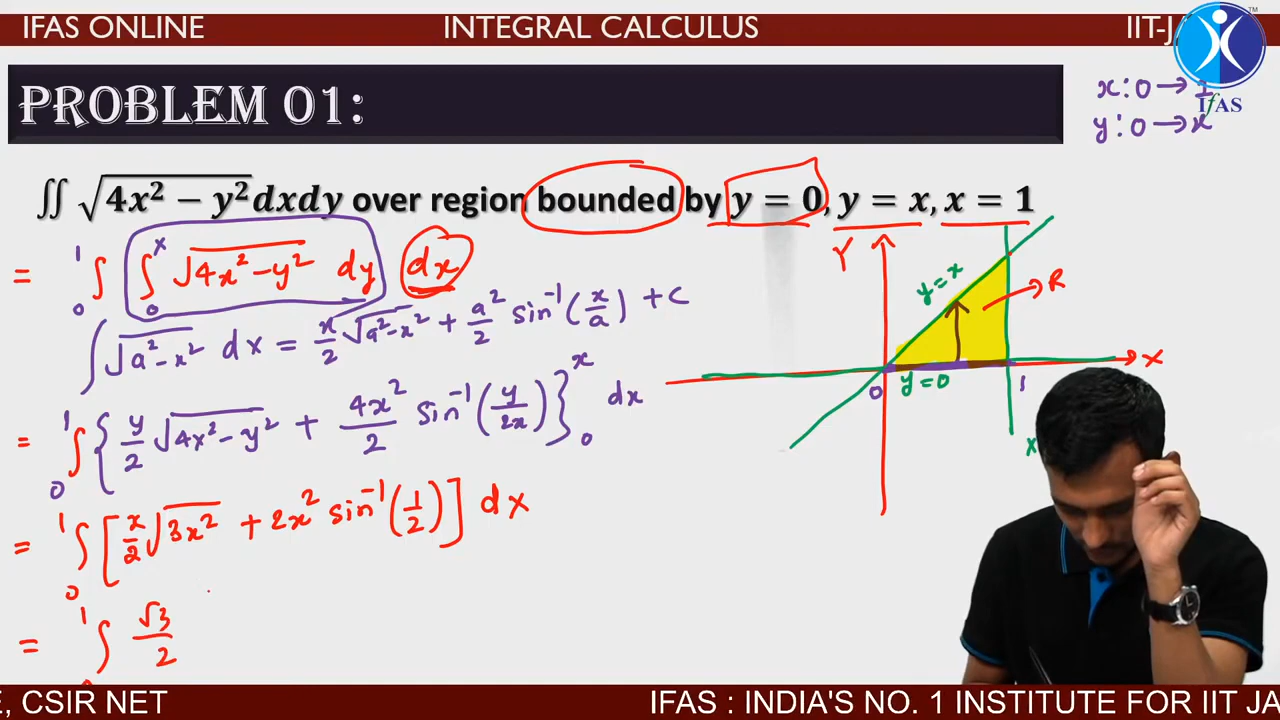 IFAS ONLINE INTEGRAL CALCULUS IIT-J
TM
IfAS
PROBLEM 01:
x : 0 → 1
y : 0 → x
∬ √(4x² − y²) dxdy over region bounded by y = 0, y = x, x = 1
= ∫₀¹ ∫₀ˣ √(4x²−y²) dy dx
∫ √(a²−x²) dx = x/2 √(a²−x²) + a²/2 sin⁻¹(x/a) + c
= ∫₀¹ { y/2 √(4x²−y²) + 4x²/2 sin⁻¹(y/2x) }₀ˣ dx
= ∫₀¹ [ x/2 √(3x²) + 2x² sin⁻¹(1/2) ] dx
= ∫₀¹ √3/2
Y
y=x
R
X
0
y=0
1
X
E, CSIR NET IFAS : INDIA'S NO. 1 INSTITUTE FOR IIT JA